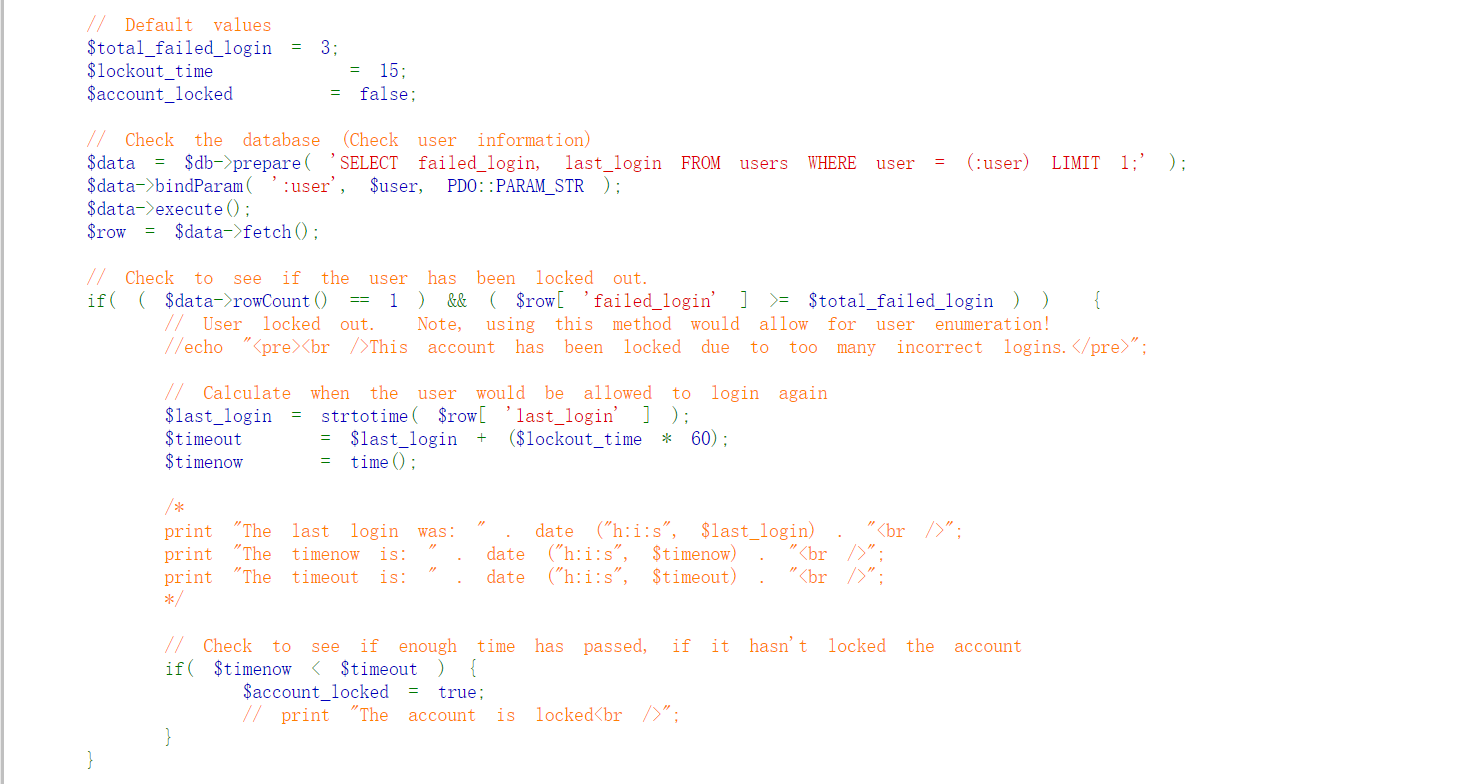 // Default values
$total_failed_login = 3;
$lockout_time = 15;
$account_locked = false;
// Check the database (Check user information)
$data = $db->prepare( 'SELECT failed_login, last_login FROM users WHERE user = (:user) LIMIT 1;' );
$data->bindParam( ':user', $user, PDO::PARAM_STR );
$data->execute();
$row = $data->fetch();
// Check to see if the user has been locked out.
if( ( $data->rowCount() == 1 ) && ( $row[ 'failed_login' ] >= $total_failed_login ) ) {
// User locked out. Note, using this method would allow for user enumeration!
//echo "<pre><br />This account has been locked due to too many incorrect logins.</pre>";
// Calculate when the user would be allowed to login again
$last_login = strtotime( $row[ 'last_login' ] );
$timeout = $last_login + ($lockout_time * 60);
$timenow = time();
/*
print "The last login was: " . date ("h:i:s", $last_login) . "<br />";
print "The timenow is: " . date ("h:i:s", $timenow) . "<br />";
print "The timeout is: " . date ("h:i:s", $timeout) . "<br />";
*/
// Check to see if enough time has passed, if it hasn't locked the account
if( $timenow < $timeout ) {
$account_locked = true;
// print "The account is locked<br />";
}
}